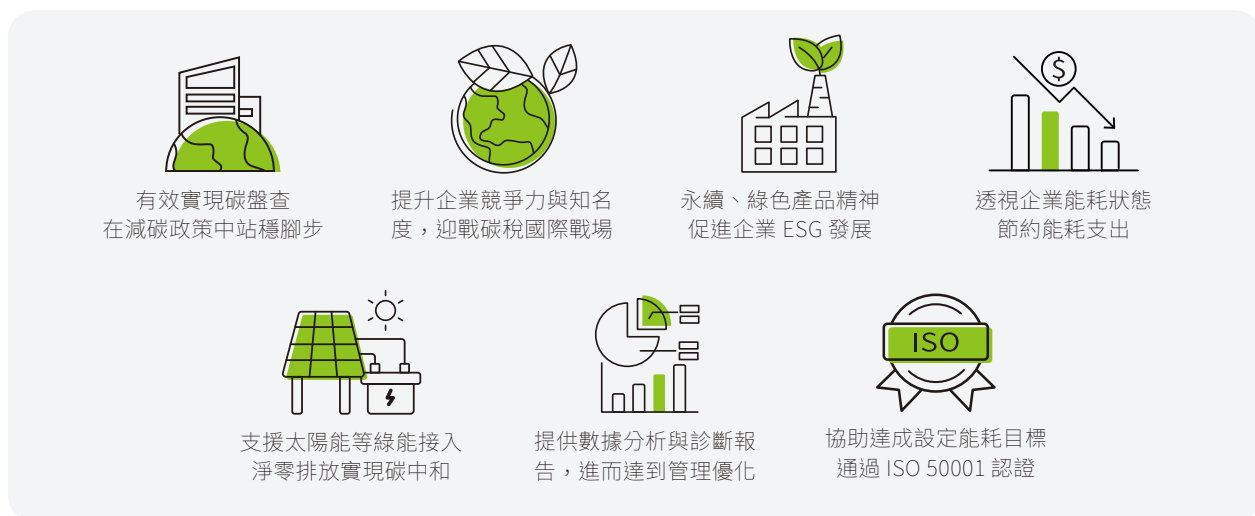 $
有效實現碳盤查
在減碳政策中站穩腳步
提升企業競爭力與知名
度，迎戰碳稅國際戰場
永續、綠色產品精神
促進企業 ESG 發展
透視企業能耗狀態
節約能耗支出
ISO
支援太陽能等綠能接入
淨零排放實現碳中和
提供數據分析與診斷報
告，進而達到管理優化
協助達成設定能耗目標
通過 ISO 50001 認證